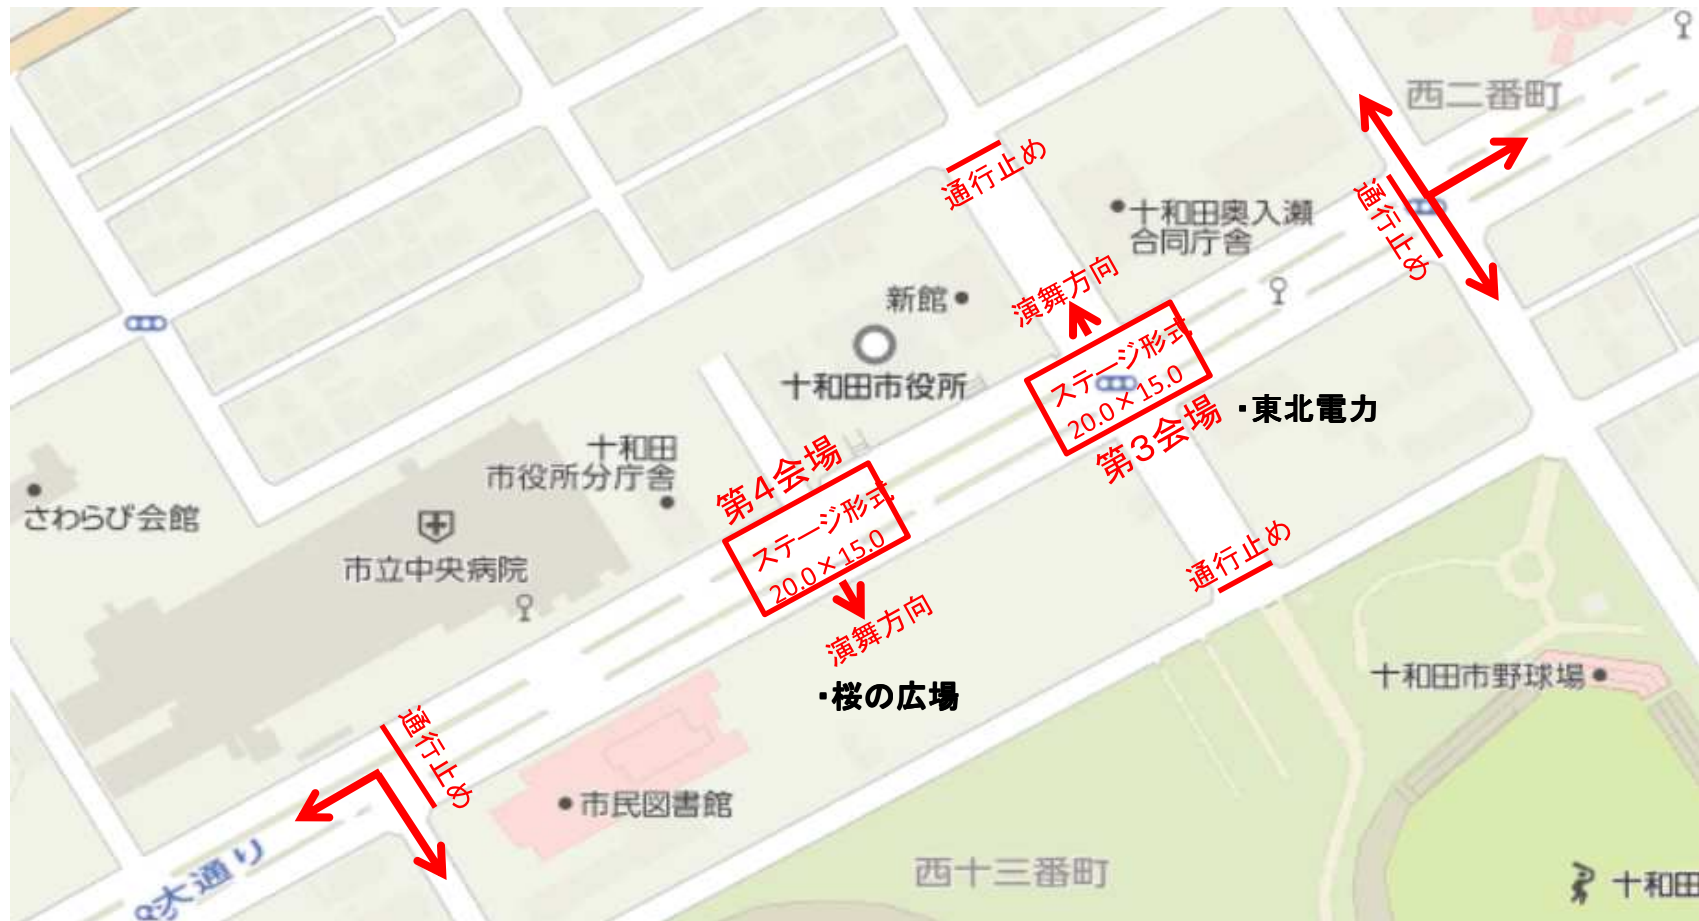 西二番町
通行止め
通行止め
十和田奥入瀬
合同庁舎
新館
演舞方向
十和田市役所
ステージ形式
20.0×15.0
第3会場
・東北電力
十和田
市役所分庁舎
さわらび会館
市立中央病院
第4会場
ステージ形式
20.0×15.0
演舞方向
通行止め
・桜の広場
十和田市野球場
通行止め
市民図書館
大通り
西十三番町
十和田